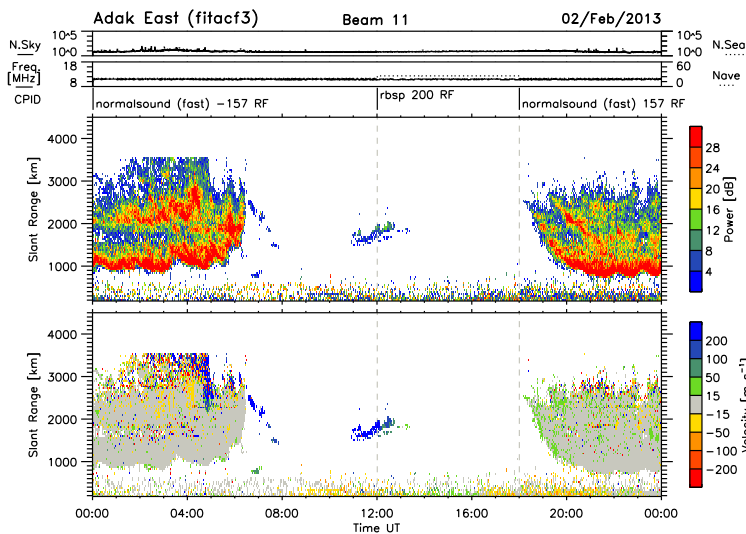 Adak East (fitacf3) Beam 11 02/Feb/2013
N.Sky 10^5 10^0 10^5 10^0 N.Sea
Freq. [MHz] 18 8 60 0 Nave
CPID normalsound (fast) -157 RF rbsp 200 RF normalsound (fast) 157 RF
Slant Range [km]
4000
3000
2000
1000
28
24
20
16
12
8
4
Power [dB]
Slant Range [km]
4000
3000
2000
1000
200
100
50
15
-15
-50
-100
-200
Velocity [m s^-1]
00:00 04:00 08:00 12:00 16:00 20:00 00:00
Time UT